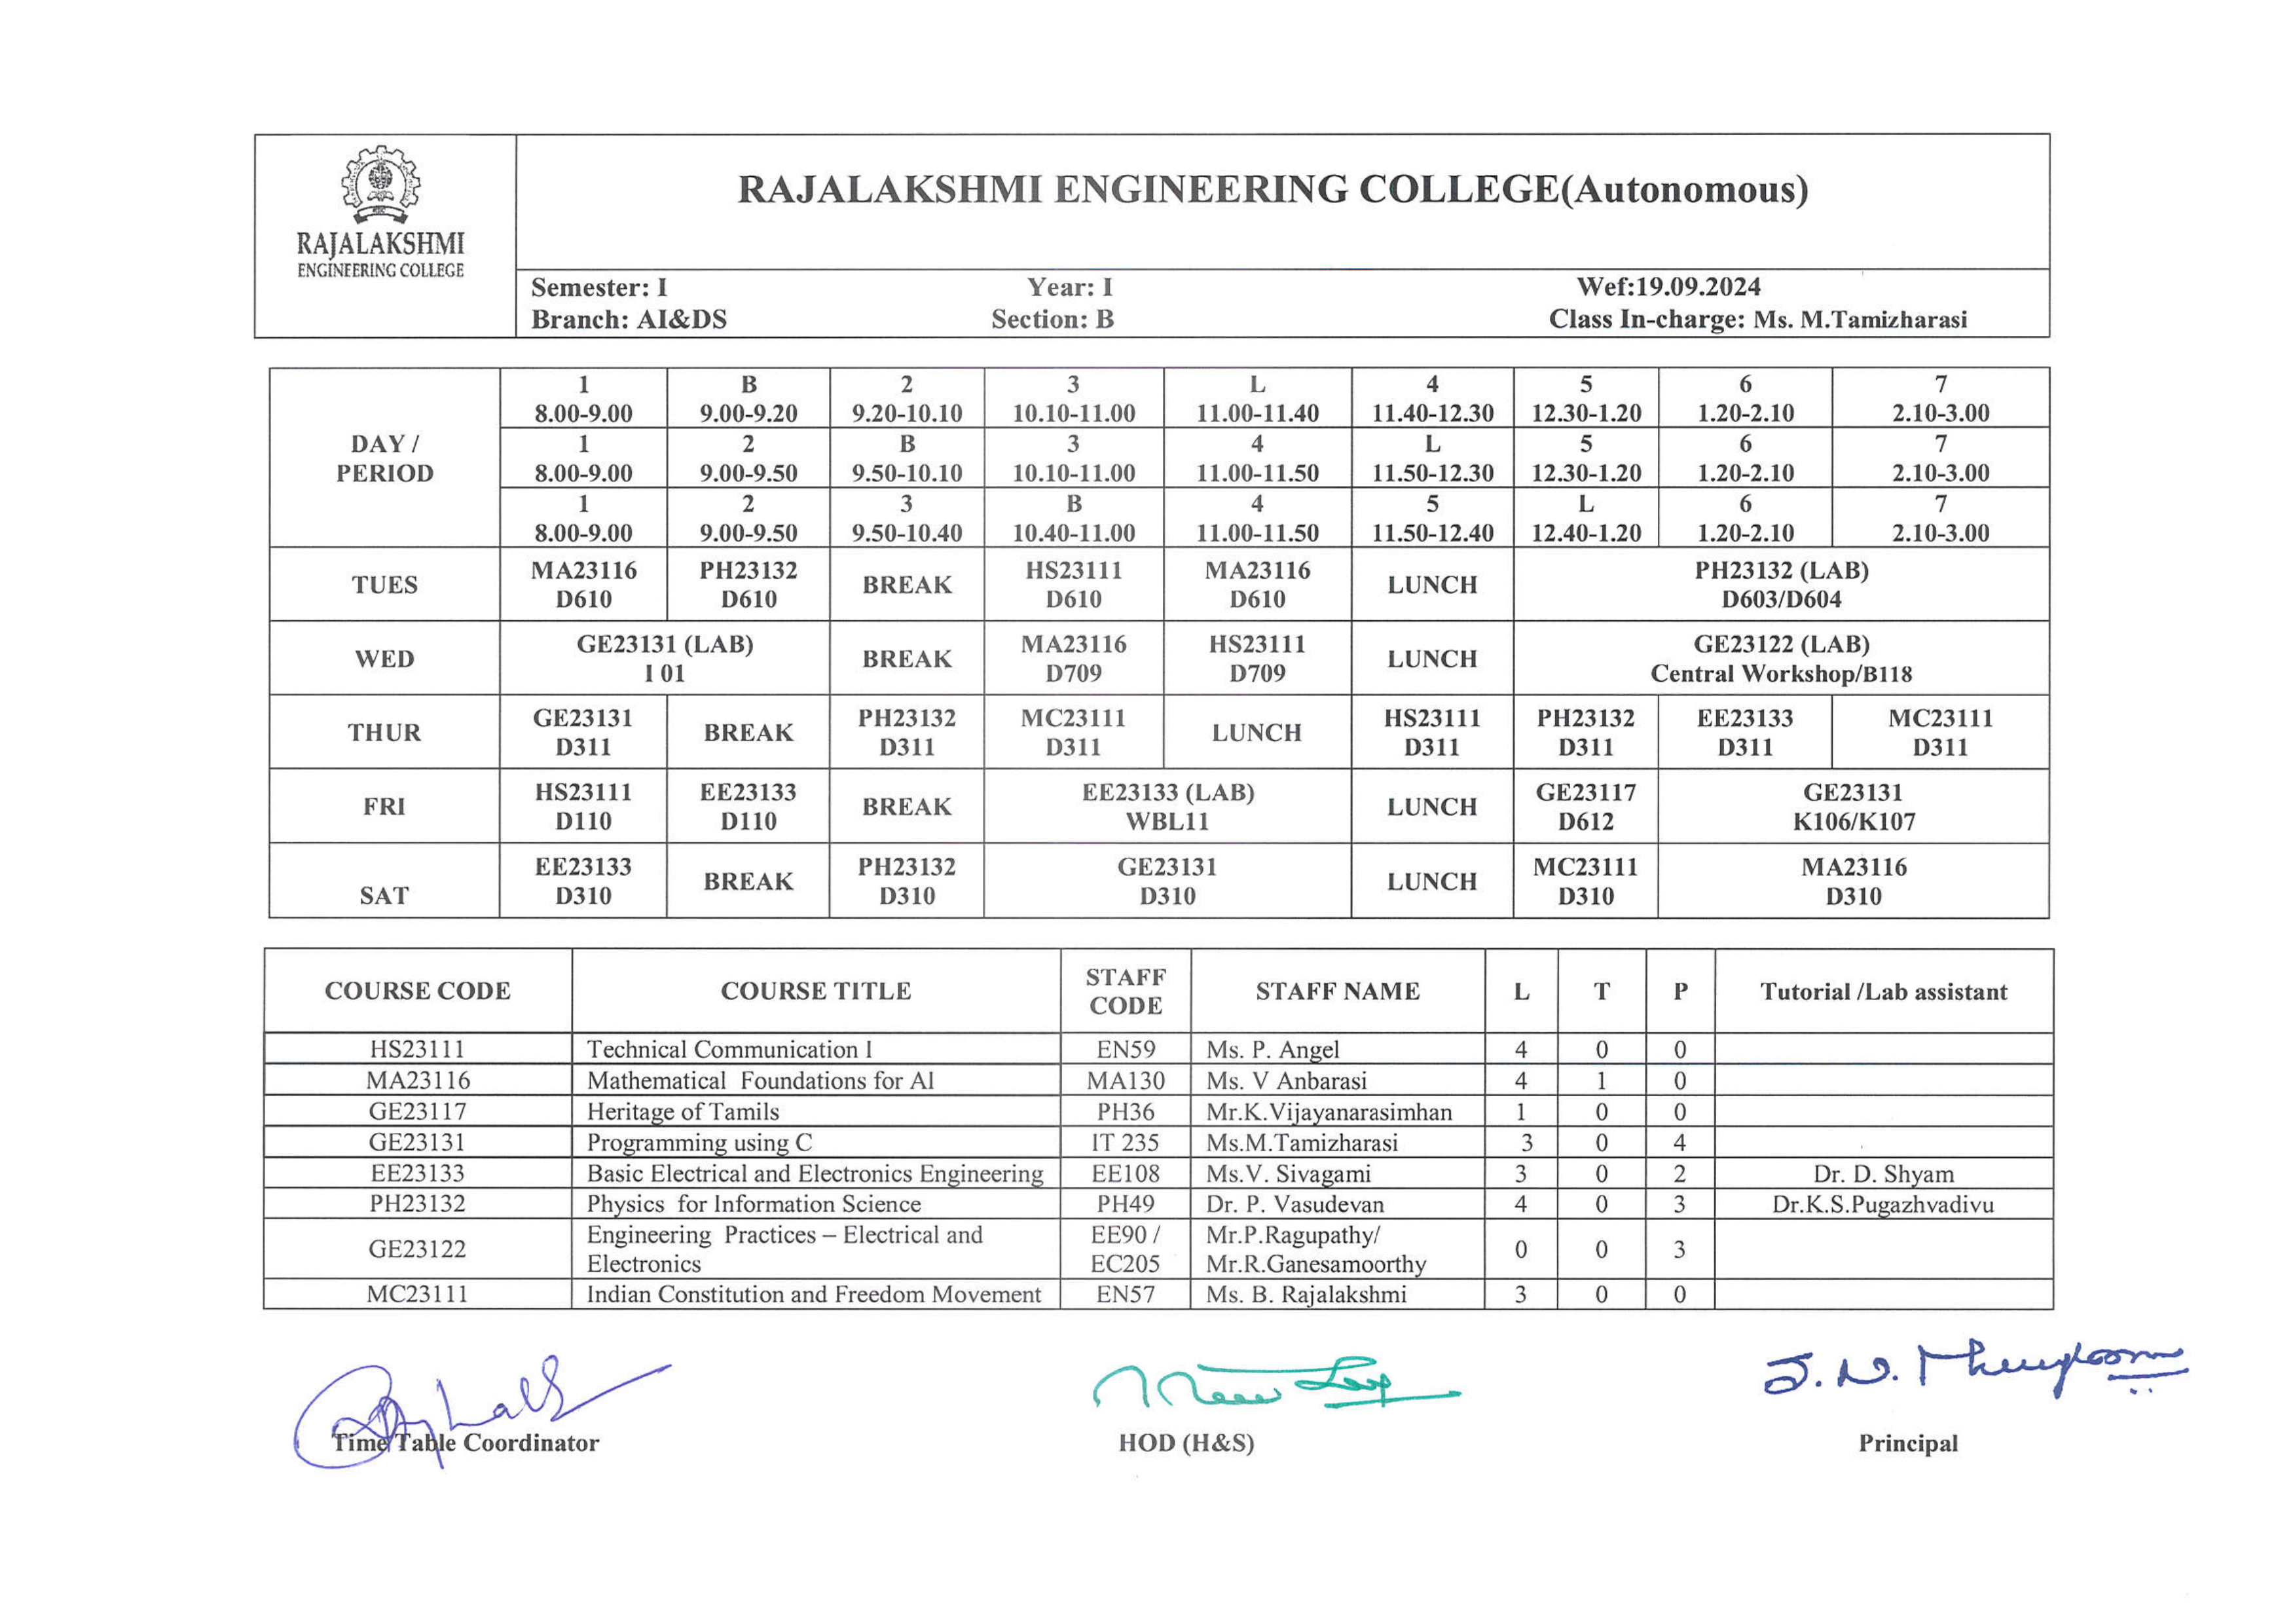 RAJALAKSHMI
ENGINEERING COLLEGE
RAJALAKSHMI ENGINEERING COLLEGE(Autonomous)
Semester: I Year: I Wef:19.09.2024
Branch: AI&DS Section: B Class In-charge: Ms. M.Tamizharasi
DAY / PERIOD
1 B 2 3 L 4 5 6 7
8.00-9.00 9.00-9.20 9.20-10.10 10.10-11.00 11.00-11.40 11.40-12.30 12.30-1.20 1.20-2.10 2.10-3.00
1 2 B 3 4 L 5 6 7
8.00-9.00 9.00-9.50 9.50-10.10 10.10-11.00 11.00-11.50 11.50-12.30 12.30-1.20 1.20-2.10 2.10-3.00
1 2 3 B 4 5 L 6 7
8.00-9.00 9.00-9.50 9.50-10.40 10.40-11.00 11.00-11.50 11.50-12.40 12.40-1.20 1.20-2.10 2.10-3.00
MA23116 PH23132 HS23111 MA23116 PH23132 (LAB)
TUES BREAK LUNCH
D610 D610 D610 D610 D603/D604
GE23131 (LAB) MA23116 HS23111 GE23122 (LAB)
WED BREAK LUNCH
I 01 D709 D709 Central Workshop/B118
GE23131 PH23132 MC23111 HS23111 PH23132 EE23133 MC23111
THUR BREAK LUNCH
D311 D311 D311 D311 D311 D311 D311
HS23111 EE23133 EE23133 (LAB) GE23117 GE23131
FRI BREAK LUNCH
D110 D110 WBL11 D612 K106/K107
EE23133 PH23132 GE23131 MC23111 MA23116
BREAK LUNCH
SAT D310 D310 D310 D310 D310
COURSE CODE COURSE TITLE STAFF CODE STAFF NAME L T P Tutorial /Lab assistant
HS23111 Technical Communication I EN59 Ms. P. Angel 4 0 0
MA23116 Mathematical Foundations for AI MA130 Ms. V Anbarasi 4 1 0
GE23117 Heritage of Tamils PH36 Mr.K.Vijayanarasimhan 1 0 0
GE23131 Programming using C IT 235 Ms.M.Tamizharasi 3 0 4
EE23133 Basic Electrical and Electronics Engineering EE108 Ms.V. Sivagami 3 0 2 Dr. D. Shyam
PH23132 Physics for Information Science PH49 Dr. P. Vasudevan 4 0 3 Dr.K.S.Pugazhvadivu
Engineering Practices – Electrical and EE90 / Mr.P.Ragupathy/
GE23122 0 0 3
Electronics EC205 Mr.R.Ganesamoorthy
MC23111 Indian Constitution and Freedom Movement EN57 Ms. B. Rajalakshmi 3 0 0
Time Table Coordinator HOD (H&S) Principal